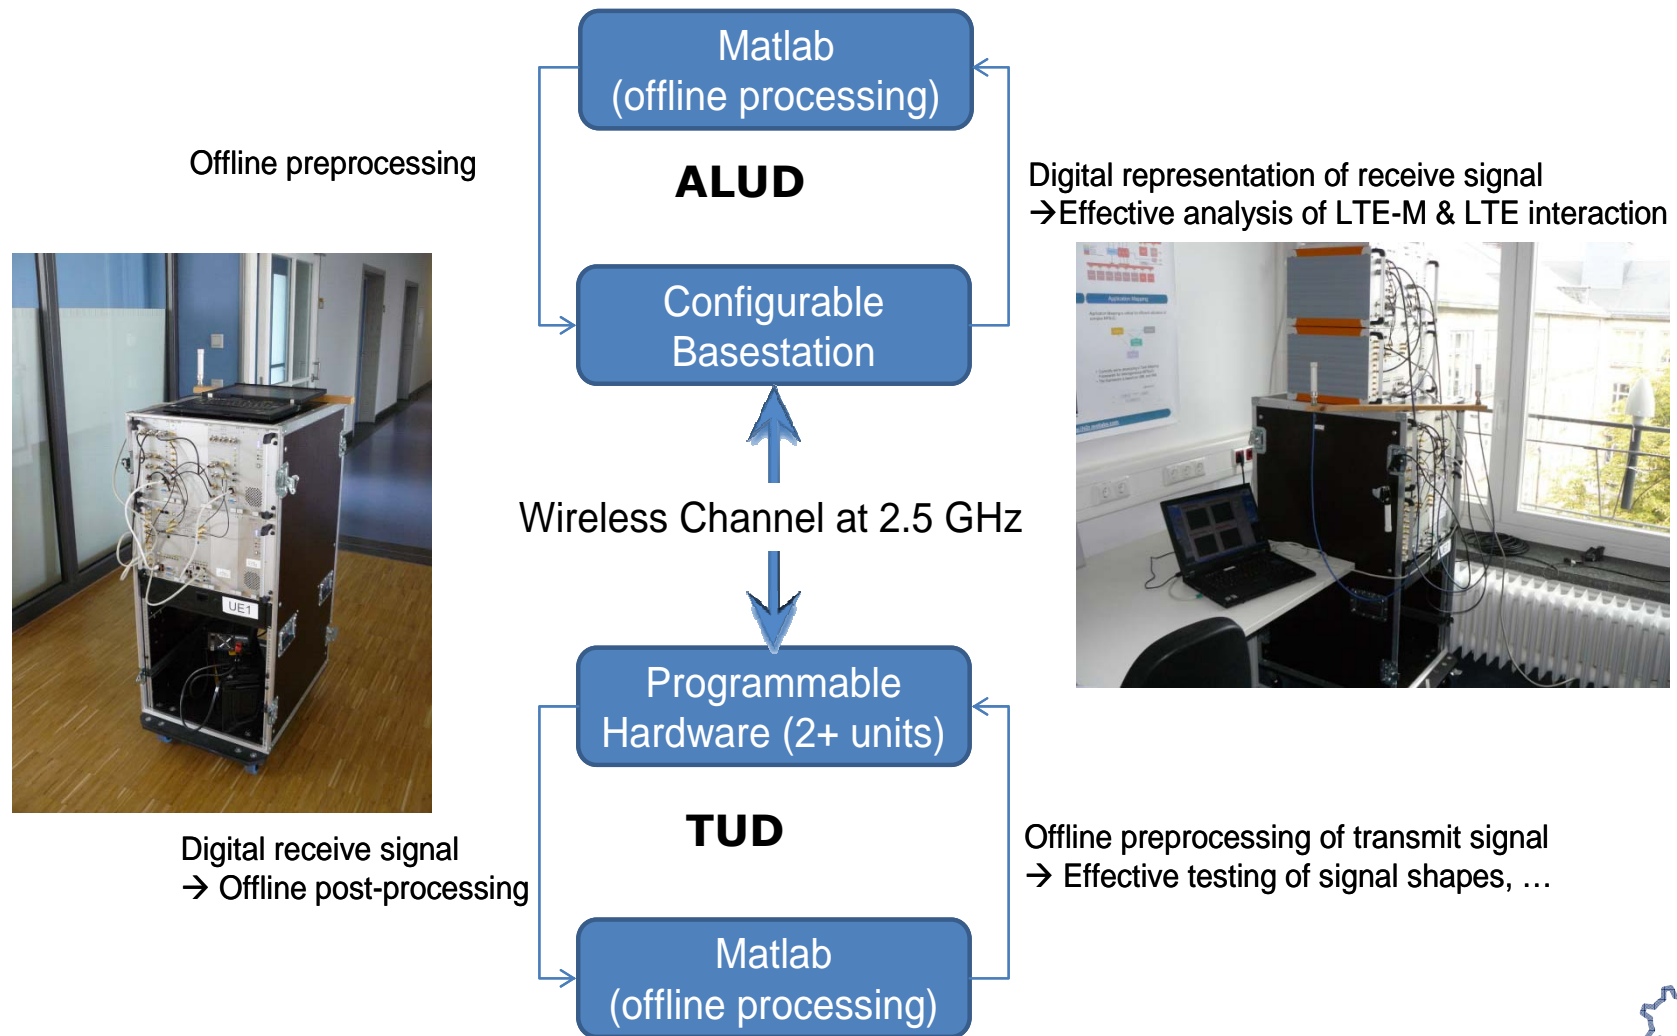 Matlab
(offline processing)
Offline preprocessing
ALUD
Digital representation of receive signal
→Effective analysis of LTE-M & LTE interaction
Configurable
Basestation
Application Mapping
Wireless Channel at 2.5 GHz
UE1
Programmable
Hardware (2+ units)
TUD
Digital receive signal
→ Offline post-processing
Offline preprocessing of transmit signal
→ Effective testing of signal shapes, …
Matlab
(offline processing)